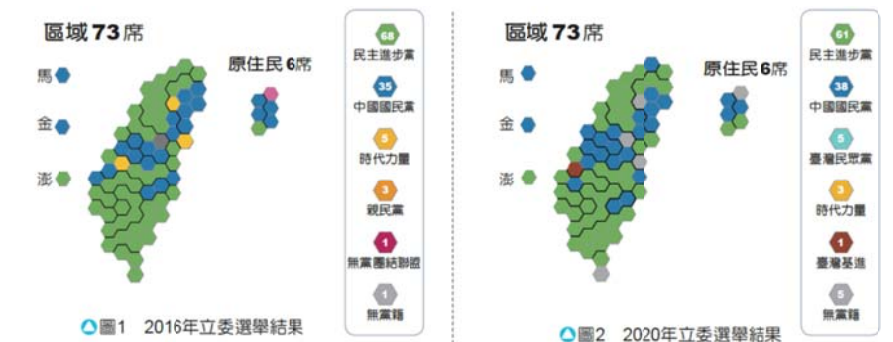 區域73席
原住民6席
馬
金
澎
68
民主進步黨
35
中國國民黨
5
時代力量
3
親民黨
1
無黨團結聯盟
1
無黨籍
圖1 2016年立委選舉結果
區域73席
原住民6席
馬
金
澎
61
民主進步黨
38
中國國民黨
5
臺灣民眾黨
3
時代力量
1
臺灣基進
5
無黨籍
圖2 2020年立委選舉結果